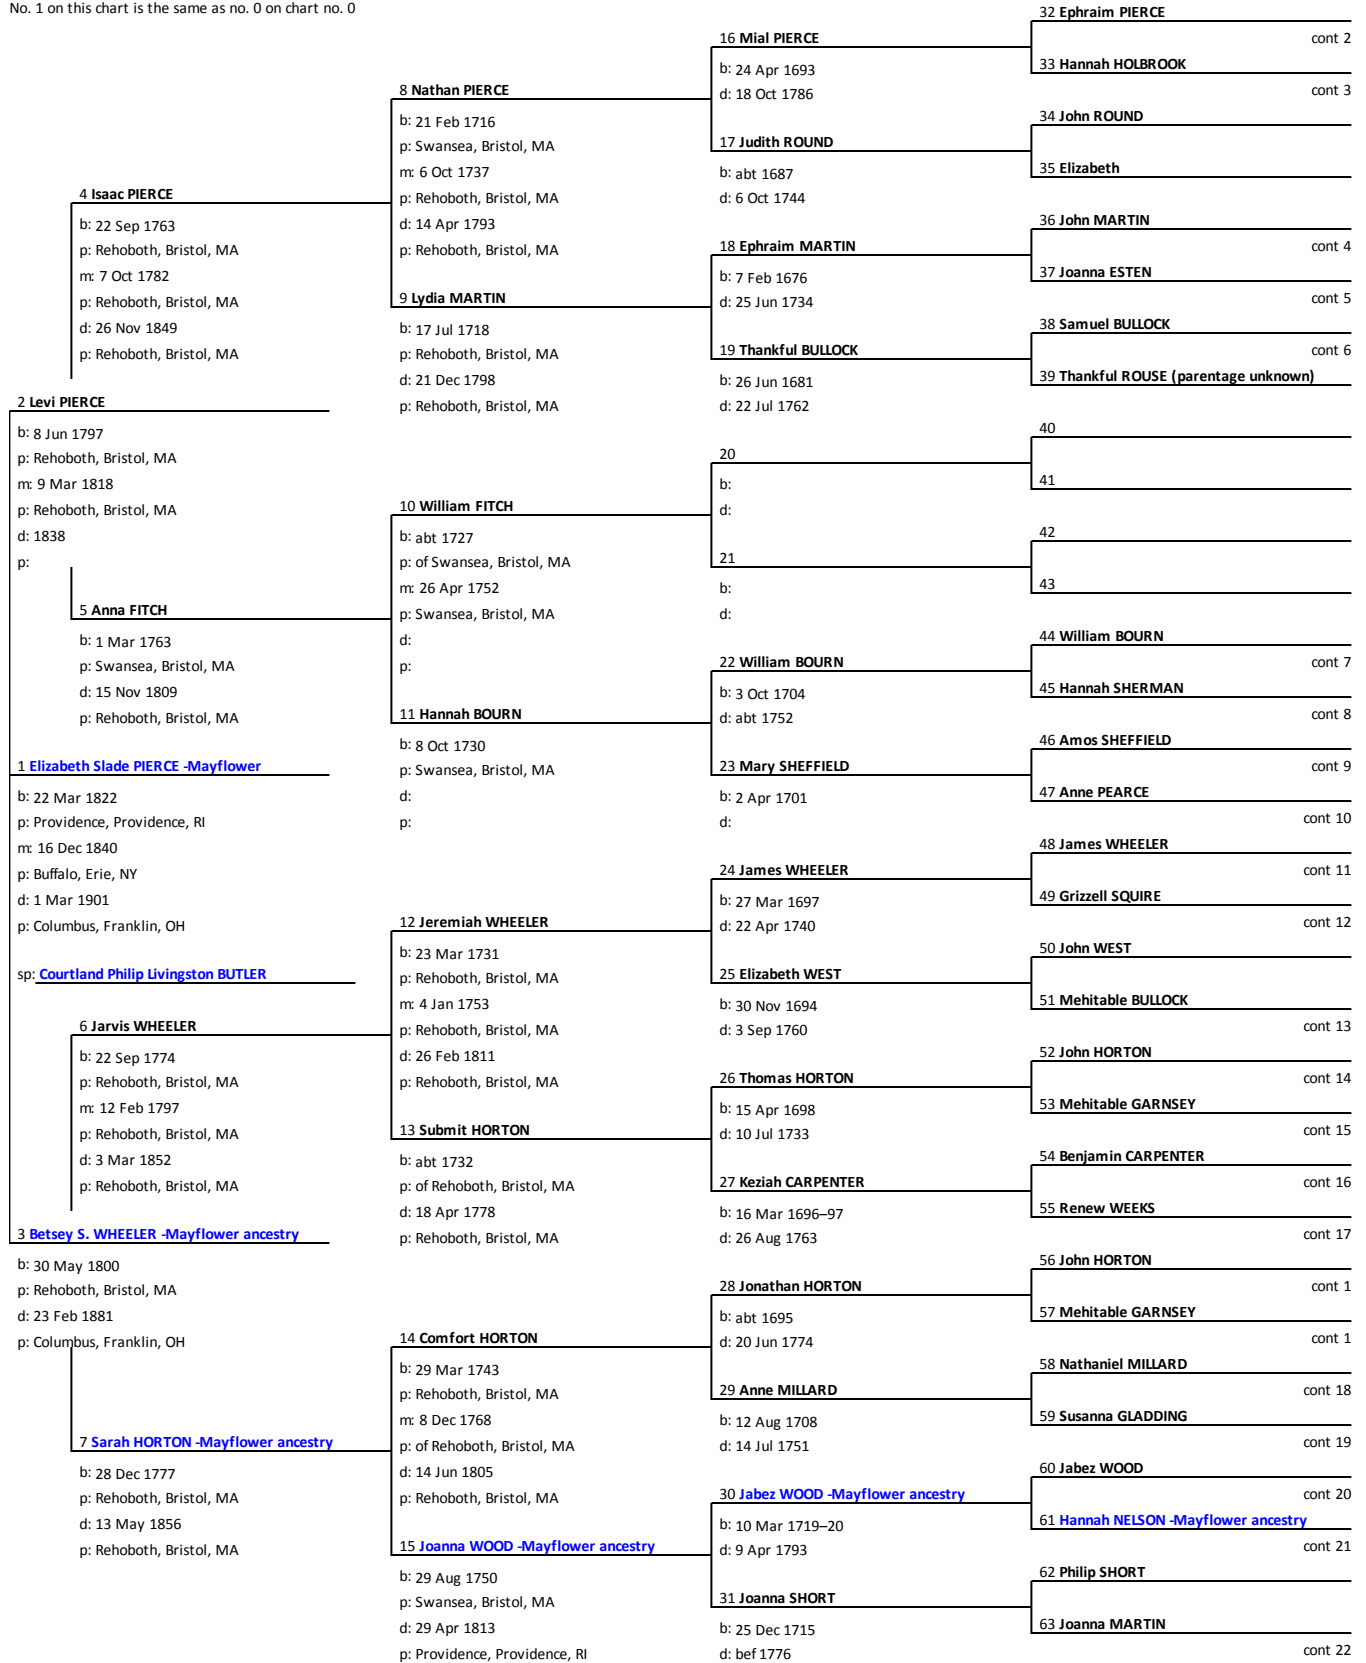 No. 1 on this chart is the same as no. 0 on chart no. 0
2 Levi PIERCE
b: 8 Jun 1797
p: Rehoboth, Bristol, MA
m: 9 Mar 1818
p: Rehoboth, Bristol, MA
d: 1838
p:
1 Elizabeth Slade PIERCE -Mayflower
b: 22 Mar 1822
p: Providence, Providence, RI
m: 16 Dec 1840
p: Buffalo, Erie, NY
d: 1 Mar 1901
p: Columbus, Franklin, OH
sp: Courtland Philip Livingston BUTLER
3 Betsey S. WHEELER -Mayflower ancestry
b: 30 May 1800
p: Rehoboth, Bristol, MA
d: 23 Feb 1881
p: Columbus, Franklin, OH
4 Isaac PIERCE
b: 22 Sep 1763
p: Rehoboth, Bristol, MA
m: 7 Oct 1782
p: Rehoboth, Bristol, MA
d: 26 Nov 1849
p: Rehoboth, Bristol, MA
5 Anna FITCH
b: 1 Mar 1763
p: Swansea, Bristol, MA
d: 15 Nov 1809
p: Rehoboth, Bristol, MA
6 Jarvis WHEELER
b: 22 Sep 1774
p: Rehoboth, Bristol, MA
m: 12 Feb 1797
p: Rehoboth, Bristol, MA
d: 3 Mar 1852
p: Rehoboth, Bristol, MA
7 Sarah HORTON -Mayflower ancestry
b: 28 Dec 1777
p: Rehoboth, Bristol, MA
d: 13 May 1856
p: Rehoboth, Bristol, MA
8 Nathan PIERCE
b: 21 Feb 1716
p: Swansea, Bristol, MA
m: 6 Oct 1737
p: Rehoboth, Bristol, MA
d: 14 Apr 1793
p: Rehoboth, Bristol, MA
9 Lydia MARTIN
b: 17 Jul 1718
p: Rehoboth, Bristol, MA
d: 21 Dec 1798
p: Rehoboth, Bristol, MA
10 William FITCH
b: abt 1727
p: of Swansea, Bristol, MA
m: 26 Apr 1752
p: Swansea, Bristol, MA
d:
p:
11 Hannah BOURN
b: 8 Oct 1730
p: Swansea, Bristol, MA
d:
p:
12 Jeremiah WHEELER
b: 23 Mar 1731
p: Rehoboth, Bristol, MA
m: 4 Jan 1753
p: Rehoboth, Bristol, MA
d: 26 Feb 1811
p: Rehoboth, Bristol, MA
13 Submit HORTON
b: abt 1732
p: of Rehoboth, Bristol, MA
d: 18 Apr 1778
p: Rehoboth, Bristol, MA
14 Comfort HORTON
b: 29 Mar 1743
p: Rehoboth, Bristol, MA
m: 8 Dec 1768
p: of Rehoboth, Bristol, MA
d: 14 Jun 1805
p: Rehoboth, Bristol, MA
15 Joanna WOOD -Mayflower ancestry
b: 29 Aug 1750
p: Swansea, Bristol, MA
d: 29 Apr 1813
p: Providence, Providence, RI
16 Mial PIERCE
b: 24 Apr 1693
d: 18 Oct 1786
17 Judith ROUND
b: abt 1687
d: 6 Oct 1744
18 Ephraim MARTIN
b: 7 Feb 1676
d: 25 Jun 1734
19 Thankful BULLOCK
b: 26 Jun 1681
d: 22 Jul 1762
20
b:
d:
21
b:
d:
22 William BOURN
b: 3 Oct 1704
d: abt 1752
23 Mary SHEFFIELD
b: 2 Apr 1701
d:
24 James WHEELER
b: 27 Mar 1697
d: 22 Apr 1740
25 Elizabeth WEST
b: 30 Nov 1694
d: 3 Sep 1760
26 Thomas HORTON
b: 15 Apr 1698
d: 10 Jul 1733
27 Keziah CARPENTER
b: 16 Mar 1696–97
d: 26 Aug 1763
28 Jonathan HORTON
b: abt 1695
d: 20 Jun 1774
29 Anne MILLARD
b: 12 Aug 1708
d: 14 Jul 1751
30 Jabez WOOD -Mayflower ancestry
b: 10 Mar 1719–20
d: 9 Apr 1793
31 Joanna SHORT
b: 25 Dec 1715
d: bef 1776
32 Ephraim PIERCE
cont 2
33 Hannah HOLBROOK
cont 3
34 John ROUND
35 Elizabeth
36 John MARTIN
cont 4
37 Joanna ESTEN
cont 5
38 Samuel BULLOCK
cont 6
39 Thankful ROUSE (parentage unknown)
40
41
42
43
44 William BOURN
cont 7
45 Hannah SHERMAN
cont 8
46 Amos SHEFFIELD
cont 9
47 Anne PEARCE
cont 10
48 James WHEELER
cont 11
49 Grizzell SQUIRE
cont 12
50 John WEST
51 Mehitable BULLOCK
cont 13
52 John HORTON
cont 14
53 Mehitable GARNSEY
cont 15
54 Benjamin CARPENTER
cont 16
55 Renew WEEKS
cont 17
56 John HORTON
cont 1
57 Mehitable GARNSEY
cont 1
58 Nathaniel MILLARD
cont 18
59 Susanna GLADDING
cont 19
60 Jabez WOOD
cont 20
61 Hannah NELSON -Mayflower ancestry
cont 21
62 Philip SHORT
63 Joanna MARTIN
cont 22